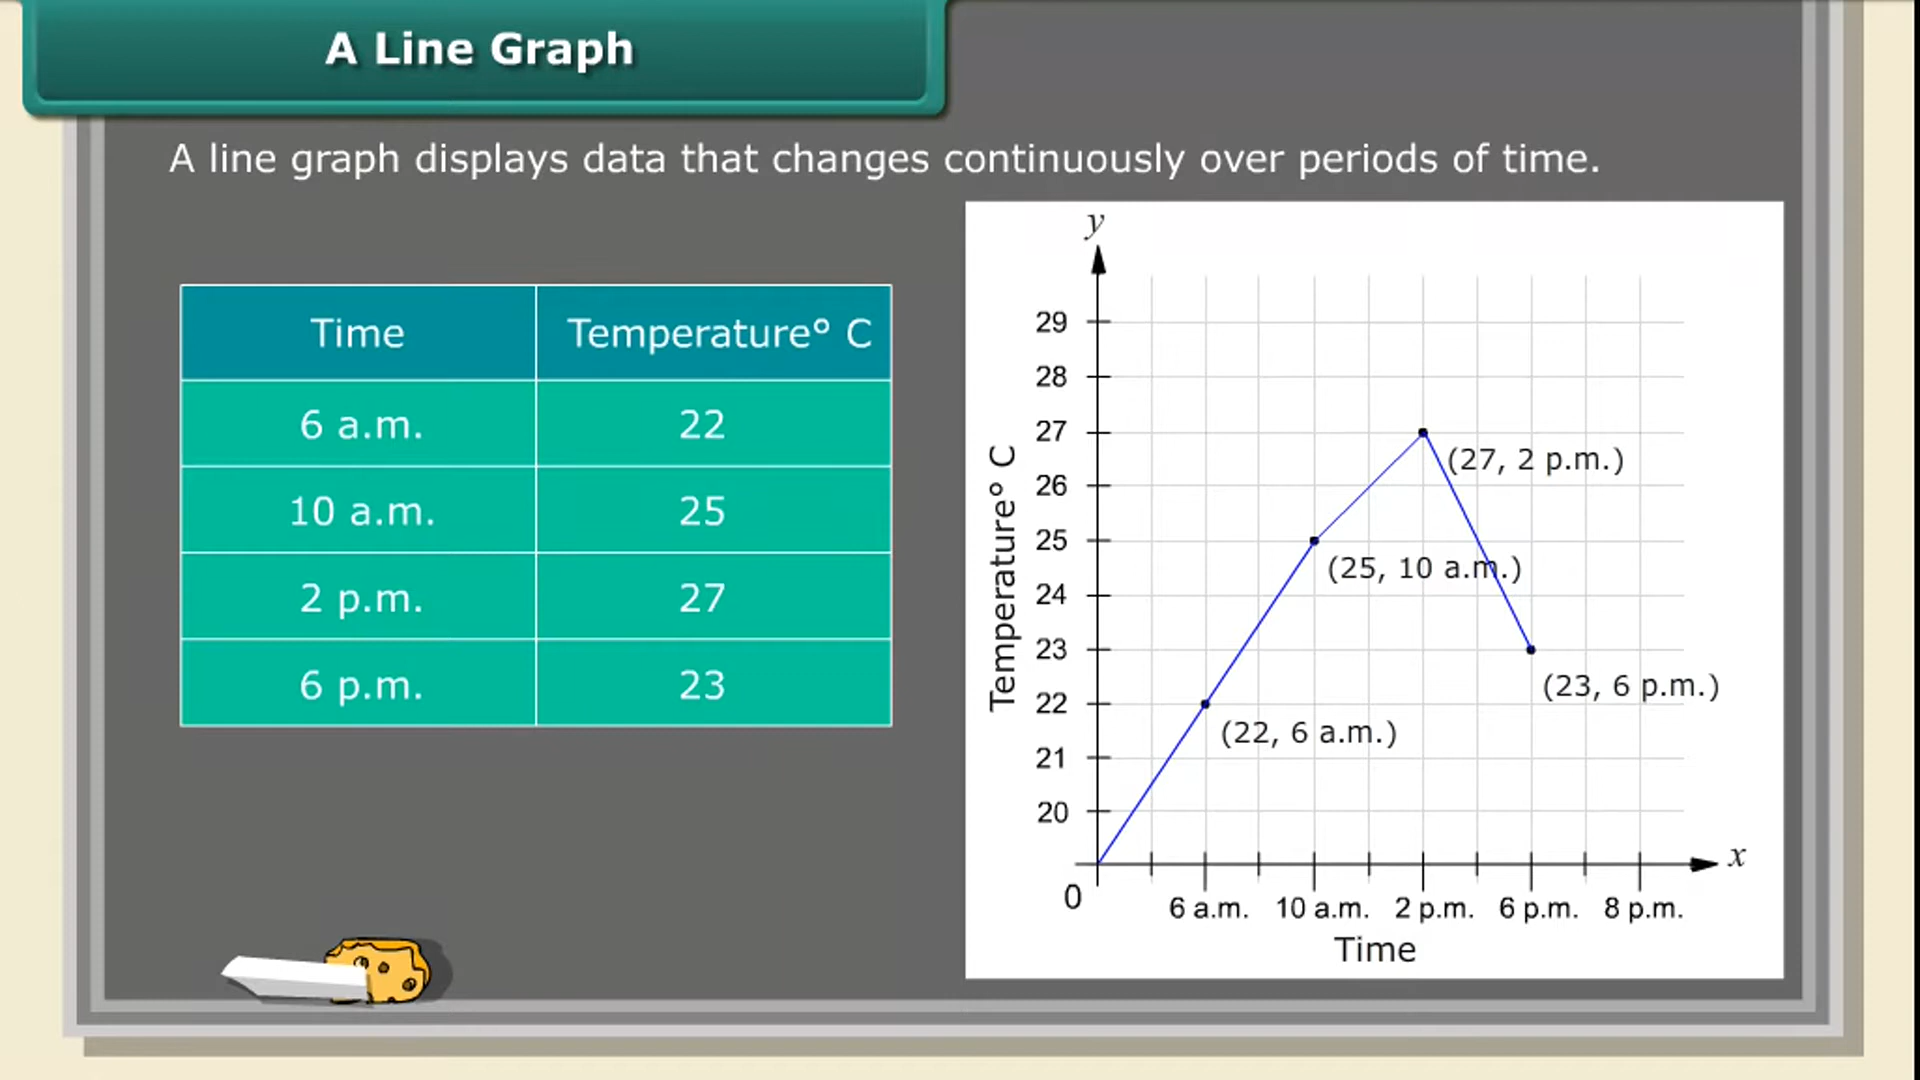 A Line Graph
A line graph displays data that changes continuously over periods of time.
Time Temperature° C
6 a.m. 22
10 a.m. 25
2 p.m. 27
6 p.m. 23
y
29
28
27
26
25
24
23
22
21
20
0
Temperature° C
(27, 2 p.m.)
(25, 10 a.m.)
(23, 6 p.m.)
(22, 6 a.m.)
x
6 a.m. 10 a.m. 2 p.m. 6 p.m. 8 p.m.
Time